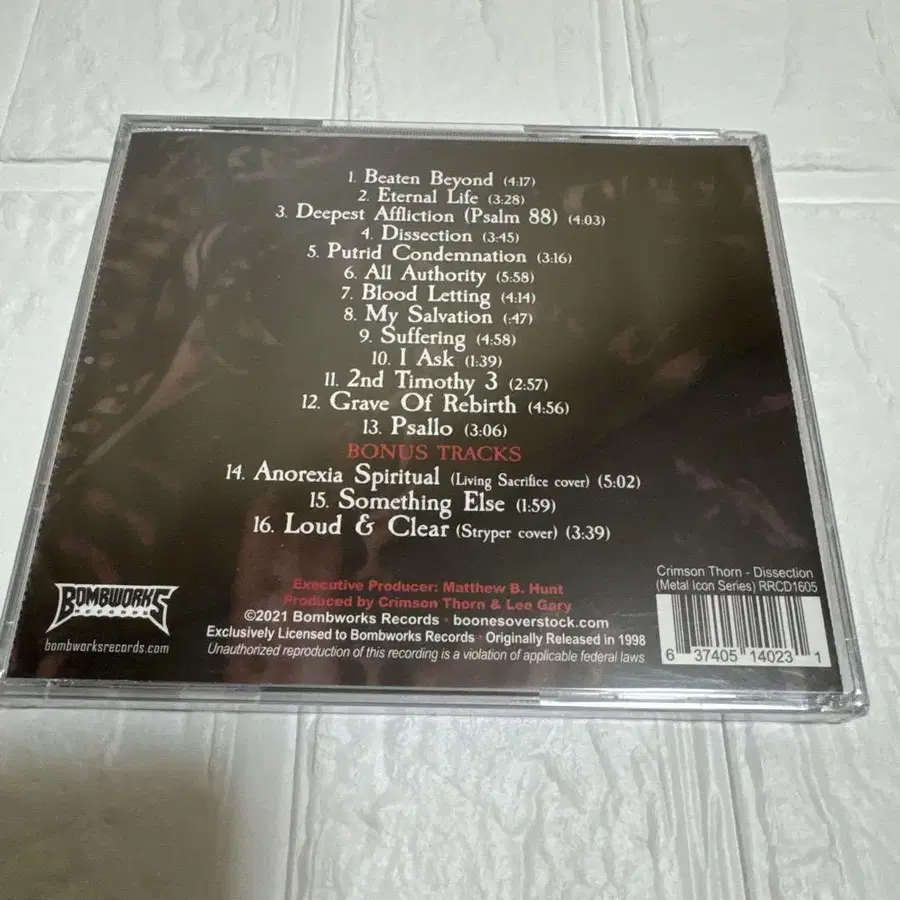 1. Beaten Beyond (4:17)
2. Eternal Life (3:28)
3. Deepest Affliction (Psalm 88) (4:03)
4. Dissection (3:45)
5. Putrid Condemnation (3:16)
6. All Authority (5:58)
7. Blood Letting (4:14)
8. My Salvation (:47)
9. Suffering (4:58)
10. I Ask (1:39)
11. 2nd Timothy 3 (2:57)
12. Grave Of Rebirth (4:56)
13. Psallo (3:06)
BONUS TRACKS
14. Anorexia Spiritual (Living Sacrifice cover) (5:02)
15. Something Else (1:59)
16. Loud & Clear (Stryper cover) (3:39)
BOMBWORKS
RECORDS
bombworksrecords.com
Executive Producer: Matthew B. Hunt
Produced by Crimson Thorn & Lee Gary
©2021 Bombworks Records · boonesoverstock.com
Exclusively Licensed to Bombworks Records · Originally Released in 1998
Unauthorized reproduction of this recording is a violation of applicable federal laws
Crimson Thorn - Dissection
(Metal Icon Series) RRCD1605
6 37405 14023 1